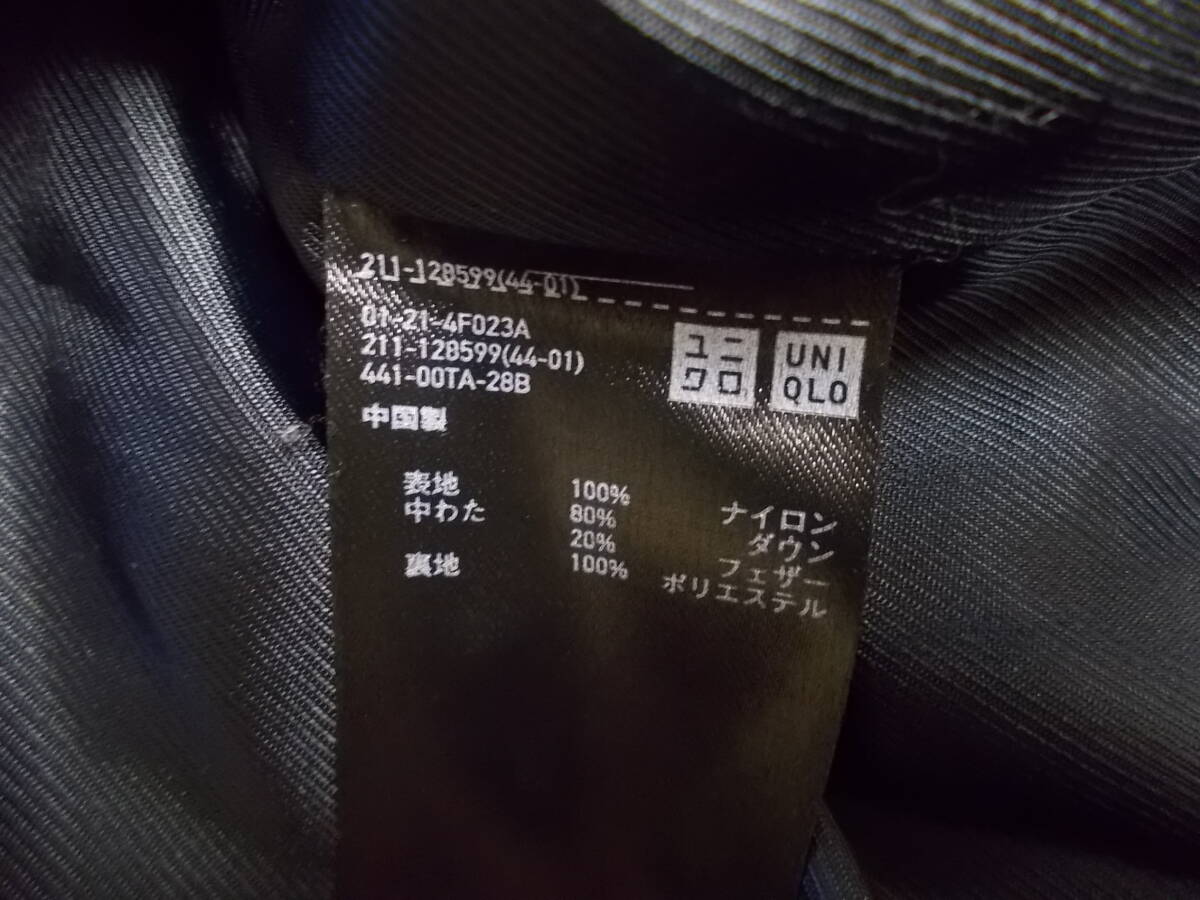 211-128599(44-01)
01-21-4F023A
211-128599(44-01)
441-00TA-28B
ユニ
クロ
UNI
QLO
中国製
表地 100% ナイロン
中わた 80% ダウン
20% フェザー
裏地 100% ポリエステル